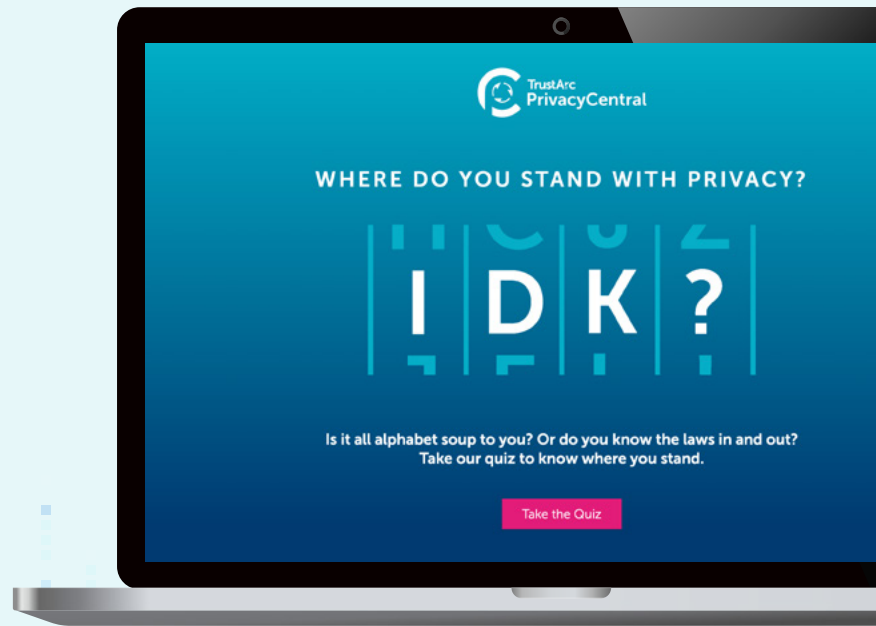 TrustArc
PrivacyCentral
WHERE DO YOU STAND WITH PRIVACY?
I D K ?
Is it all alphabet soup to you? Or do you know the laws in and out?
Take our quiz to know where you stand.
Take the Quiz